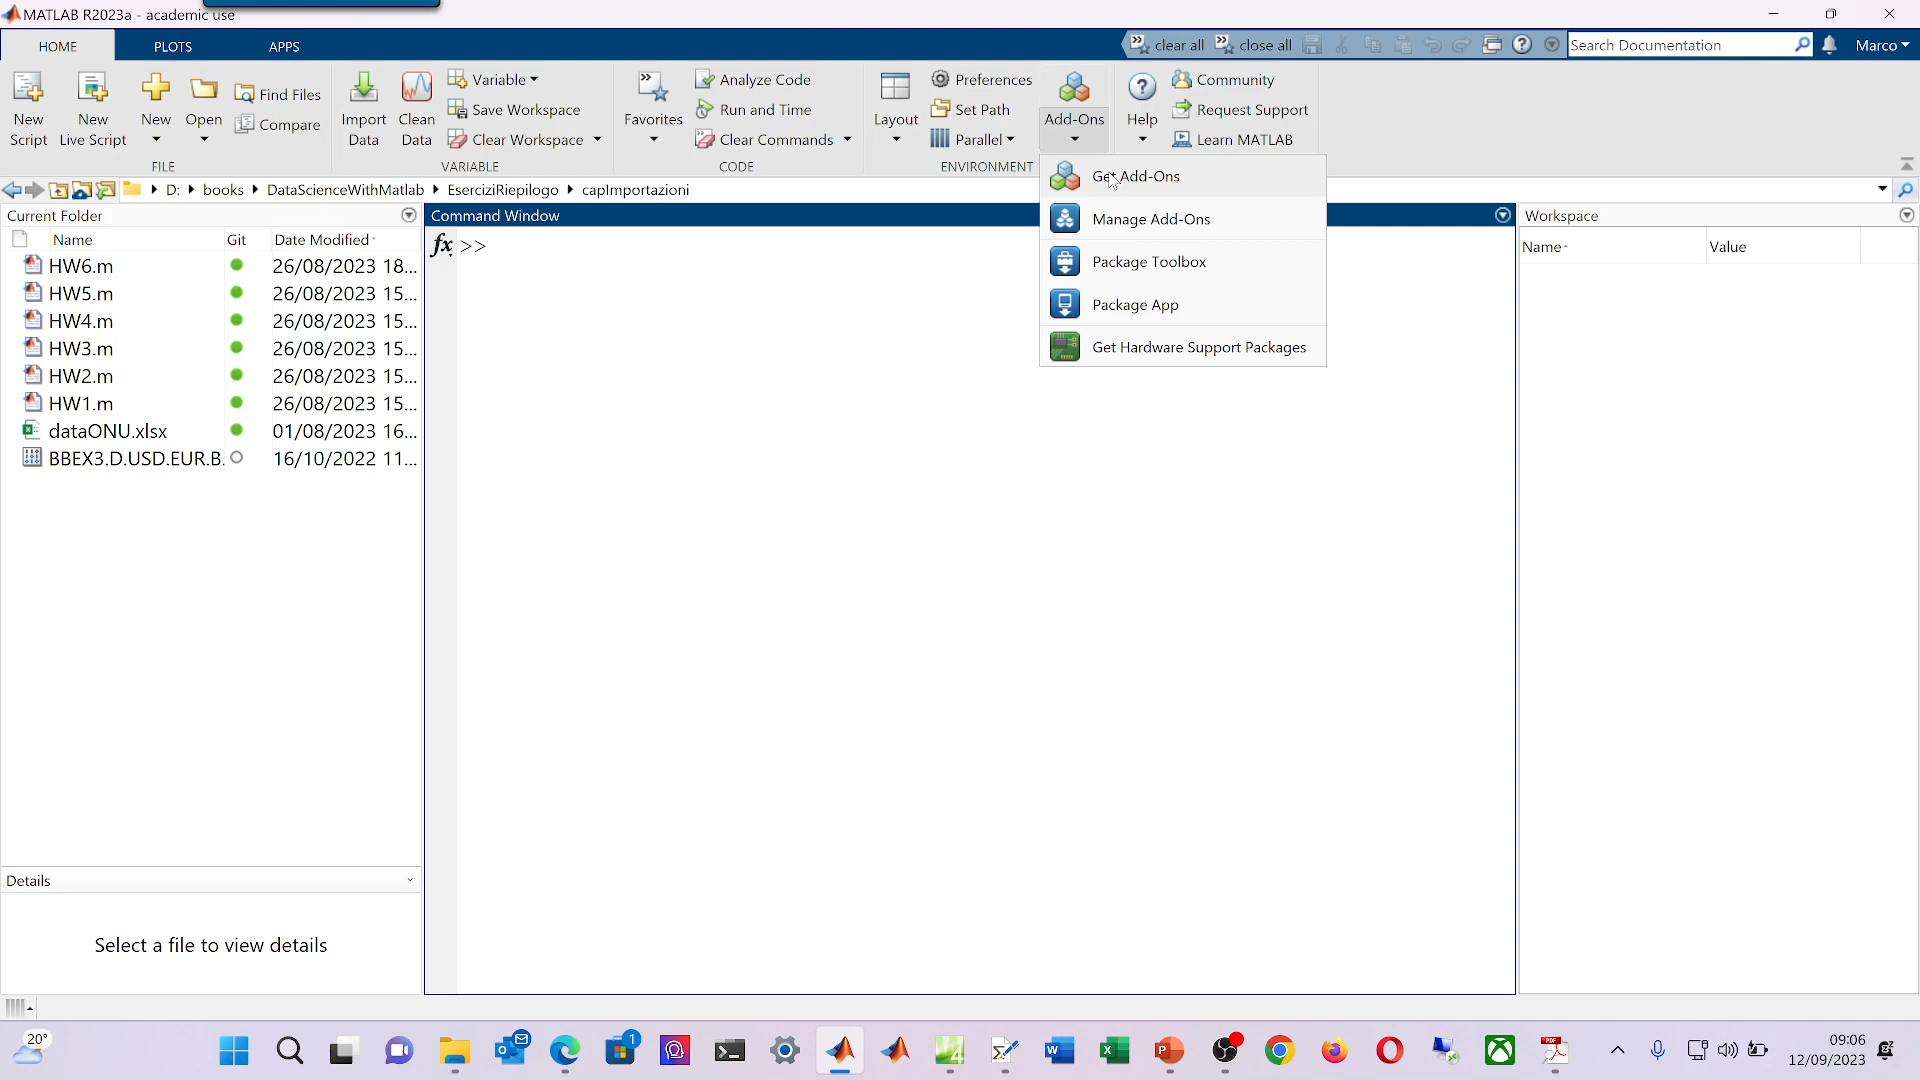 MATLAB R2023a - academic use
HOME PLOTS APPS
clear all close all Search Documentation Marco
New Script
New Live Script
New
Open
Find Files
Compare
FILE
Import Data
Clean Data
Variable
Save Workspace
Clear Workspace
VARIABLE
Favorites
Analyze Code
Run and Time
Clear Commands
CODE
Layout
Preferences
Set Path
Parallel
ENVIRONMENT
Add-Ons
Help
Community
Request Support
Learn MATLAB
Get Add-Ons
Manage Add-Ons
Package Toolbox
Package App
Get Hardware Support Packages
D: books DataScienceWithMatlab EserciziRiepilogo capImportazioni
Current Folder
Name Git Date Modified
HW6.m 26/08/2023 18...
HW5.m 26/08/2023 15...
HW4.m 26/08/2023 15...
HW3.m 26/08/2023 15...
HW2.m 26/08/2023 15...
HW1.m 26/08/2023 15...
dataONU.xlsx 01/08/2023 16...
BBEX3.D.USD.EUR.B. 16/10/2022 11...
Details
Select a file to view details
Command Window
fx >>
Workspace
Name Value
20°
1
PDF
09:06
12/09/2023